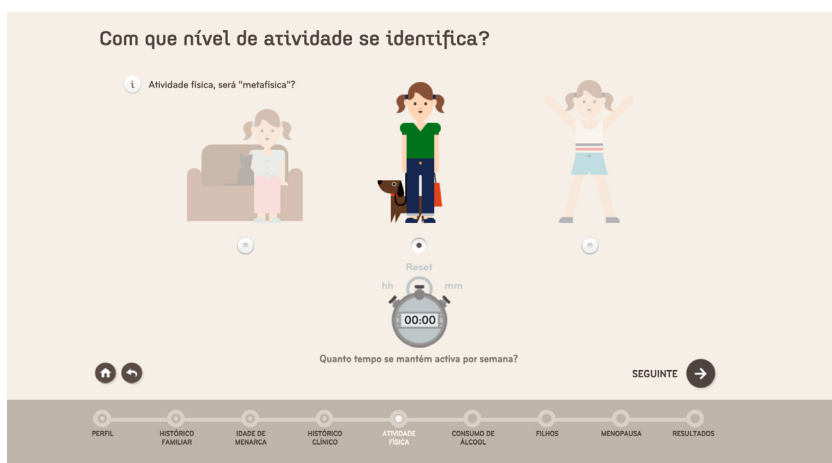 Com que nível de atividade se identifica?
i Atividade física, será "metafísica"?
Reset
hh mm
00:00
Quanto tempo se mantém activa por semana?
SEGUINTE
PERFIL
HISTÓRICO
FAMILIAR
IDADE DE
MENARCA
HISTÓRICO
CLÍNICO
ATIVIDADE
FÍSICA
CONSUMO DE
ÁLCOOL
FILHOS
MENOPAUSA
RESULTADOS